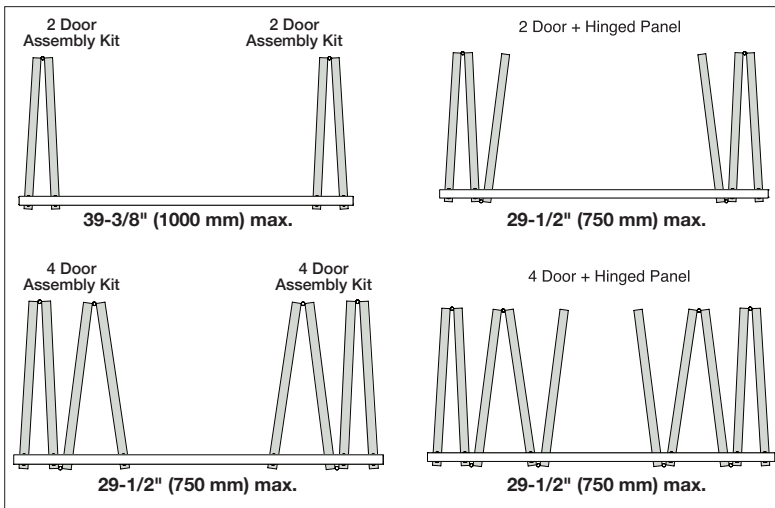 2 Door
Assembly Kit
2 Door
Assembly Kit
39-3/8" (1000 mm) max.
2 Door + Hinged Panel
29-1/2" (750 mm) max.
4 Door
Assembly Kit
4 Door
Assembly Kit
29-1/2" (750 mm) max.
4 Door + Hinged Panel
29-1/2" (750 mm) max.